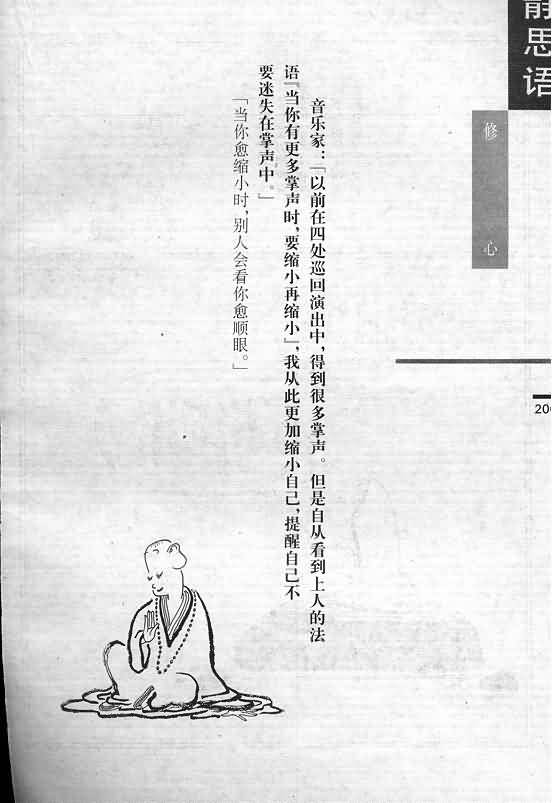 静思语
修心
200
音乐家：「以前在四处巡回演出中，得到很多掌声。但是自从看到上人的法
语『当你有更多掌声时，要缩小再缩小』，我从此更加缩小自己，提醒自己不
要迷失在掌声中。」
「当你愈缩小时，别人会看你愈顺眼。」